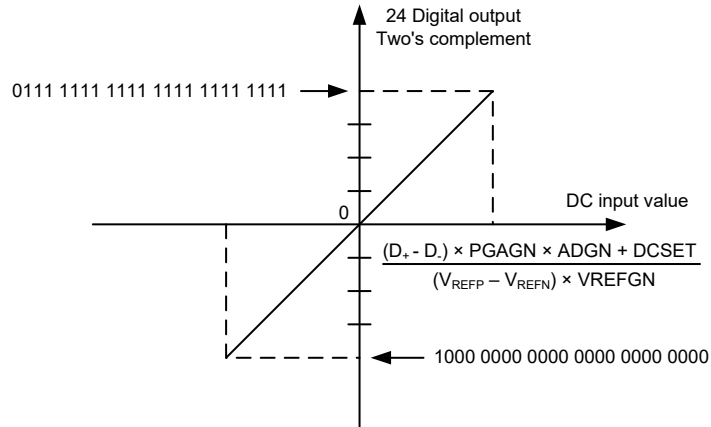 24 Digital output
Two's complement
0111 1111 1111 1111 1111 1111
0
DC input value
(D+ - D-) × PGAGN × ADGN + DCSET
(VREFP – VREFN) × VREFGN
1000 0000 0000 0000 0000 0000